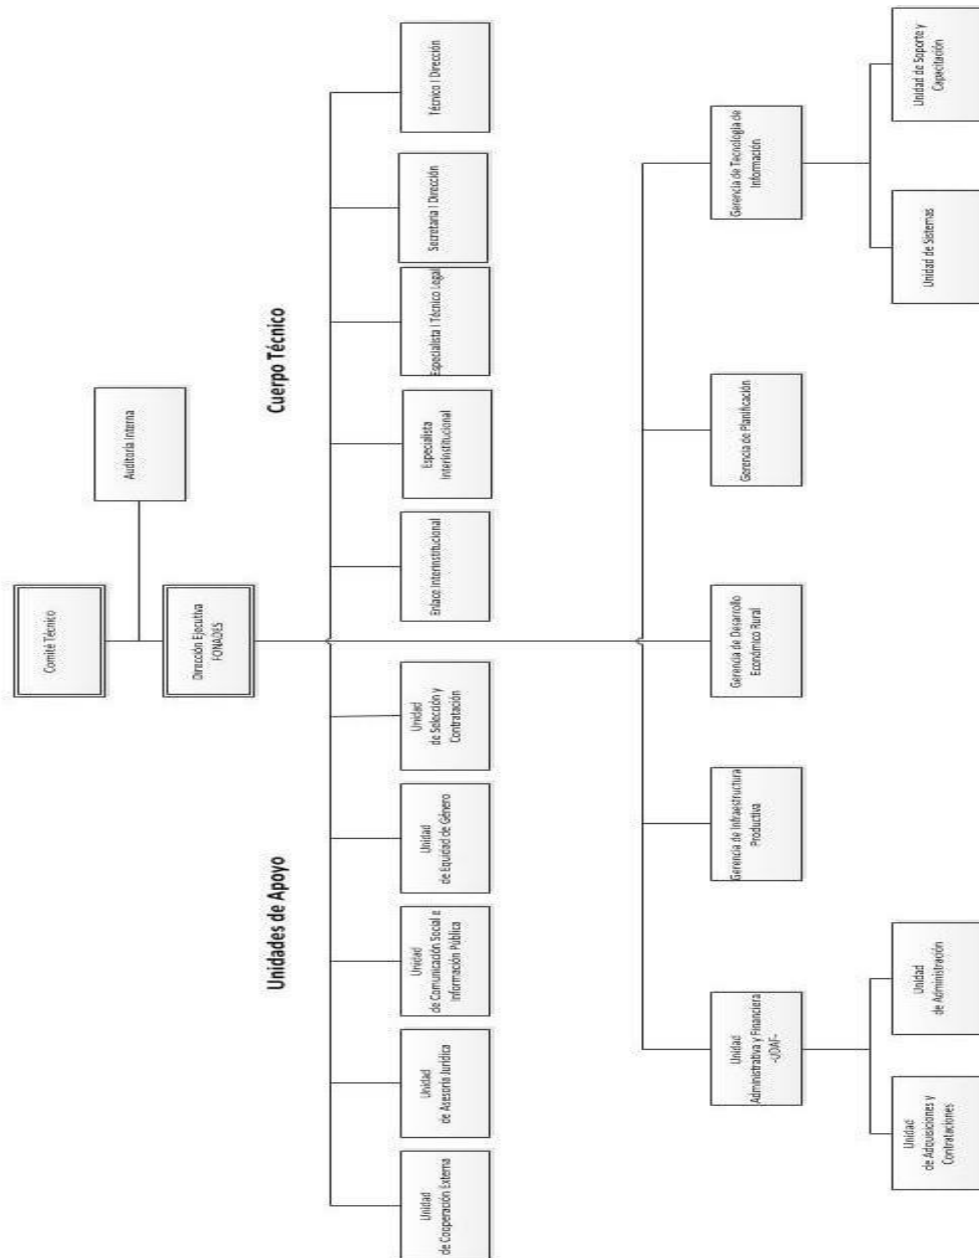 Comité Técnico
Auditoría Interna
Dirección Ejecutiva
FONADES
Unidades de Apoyo
Cuerpo Técnico
Unidad
de Cooperación Externa
Unidad
de Asesoría Jurídica
Unidad
de Comunicación Social e
Información Pública
Unidad
de Equidad de Género
Unidad
de Selección y
Contratación
Enlace Interinstitucional
Especialista
Interinstitucional
Especialista I Técnico Legal
Secretaria I Dirección
Técnico I Dirección
Unidad
Administrativa y Financiera
-UDAF-
Gerencia de Infraestructura
Productiva
Gerencia de Desarrollo
Económico Rural
Gerencia de Planificación
Gerencia de Tecnología de
Información
Unidad
de Adquisiciones y
Contrataciones
Unidad
de Administración
Unidad de Sistemas
Unidad de Soporte y
Capacitación